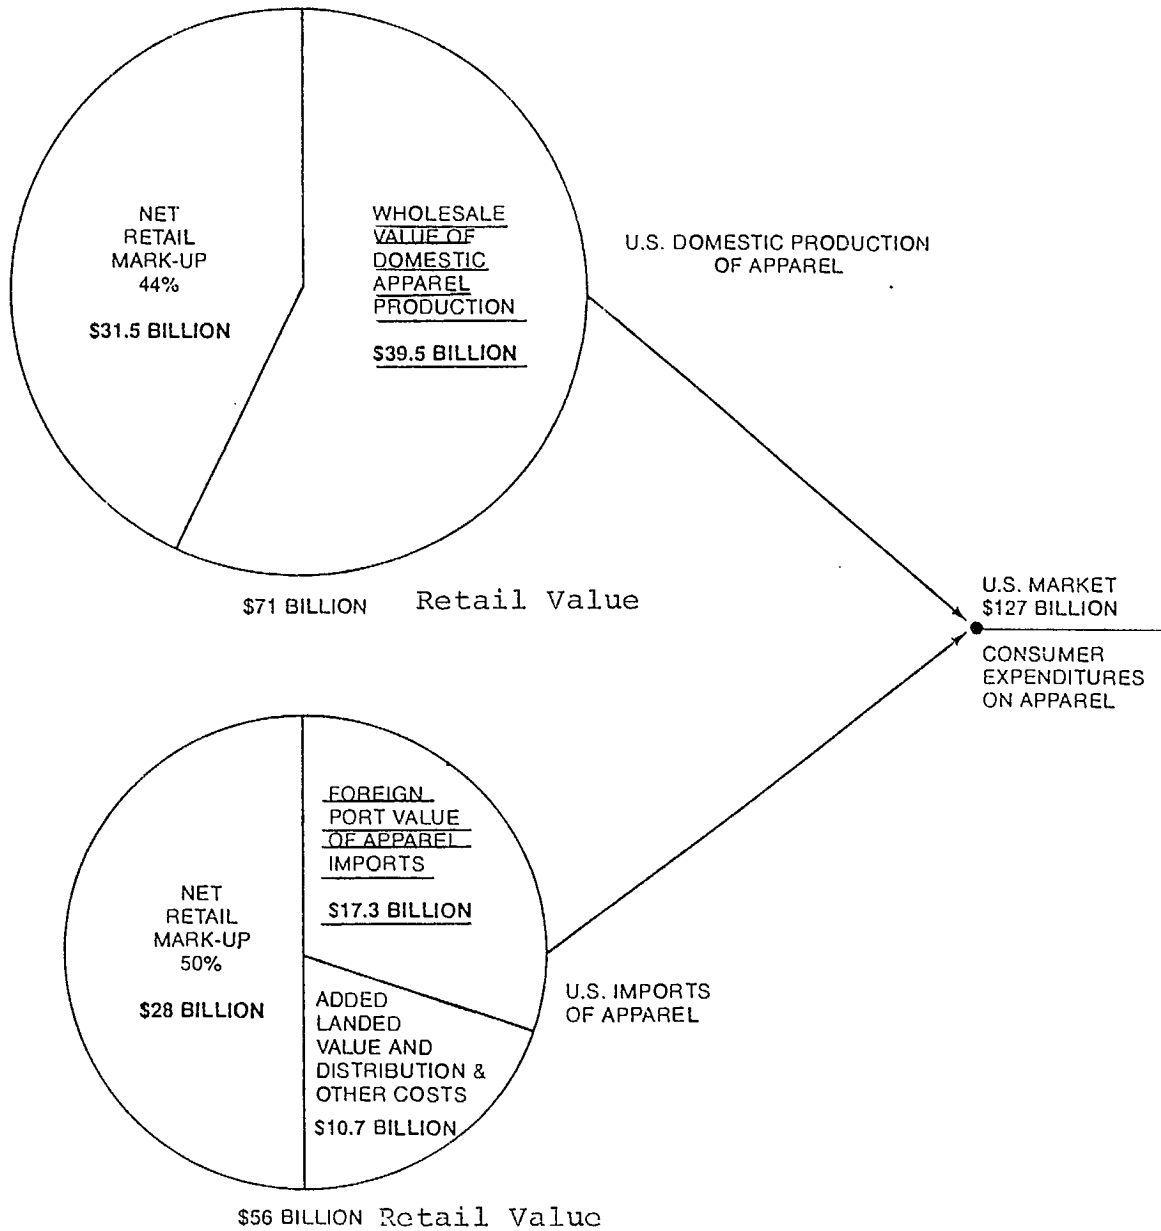 NET
RETAIL
MARK-UP
44%
$31.5 BILLION
WHOLESALE
VALUE OF
DOMESTIC
APPAREL
PRODUCTION
$39.5 BILLION
U.S. DOMESTIC PRODUCTION
OF APPAREL
$71 BILLION Retail Value
U.S. MARKET
$127 BILLION
CONSUMER
EXPENDITURES
ON APPAREL
NET
RETAIL
MARK-UP
50%
$28 BILLION
FOREIGN
PORT VALUE
OF APPAREL
IMPORTS
$17.3 BILLION
ADDED
LANDED
VALUE AND
DISTRIBUTION &
OTHER COSTS
$10.7 BILLION
U.S. IMPORTS
OF APPAREL
$56 BILLION Retail Value